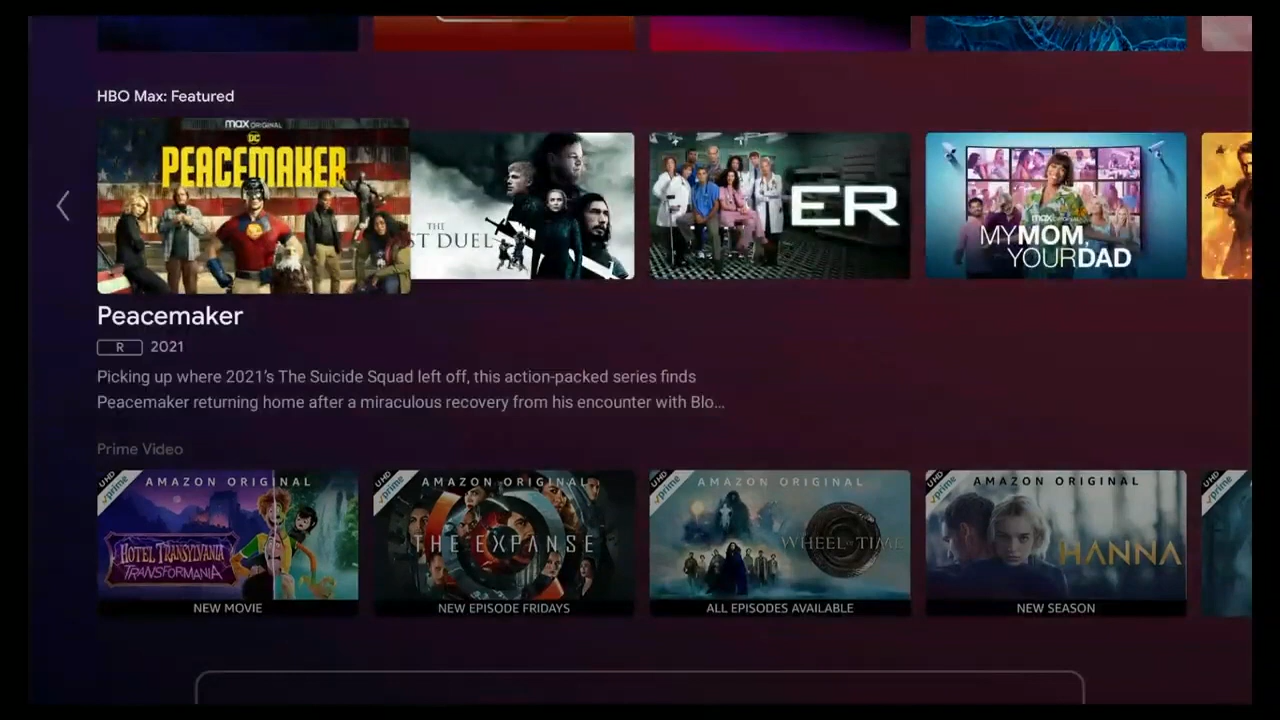 HBO Max: Featured
max ORIGINAL
DC
PEACEMAKER
THE
ST DUEL
ER
max ORIGINAL
MY MOM,
YOUR DAD
Peacemaker
R 2021
Picking up where 2021's The Suicide Squad left off, this action-packed series finds
Peacemaker returning home after a miraculous recovery from his encounter with Blo...
Prime Video
UHD
prime
AMAZON ORIGINAL
HOTEL TRANSYLVANIA
TRANSFORMANIA
NEW MOVIE
UHD
prime
AMAZON ORIGINAL
THE EXPANSE
NEW EPISODE FRIDAYS
UHD
prime
AMAZON ORIGINAL
WHEEL OF TIME
ALL EPISODES AVAILABLE
UHD
prime
AMAZON ORIGINAL
HANNA
NEW SEASON
UHD
prime